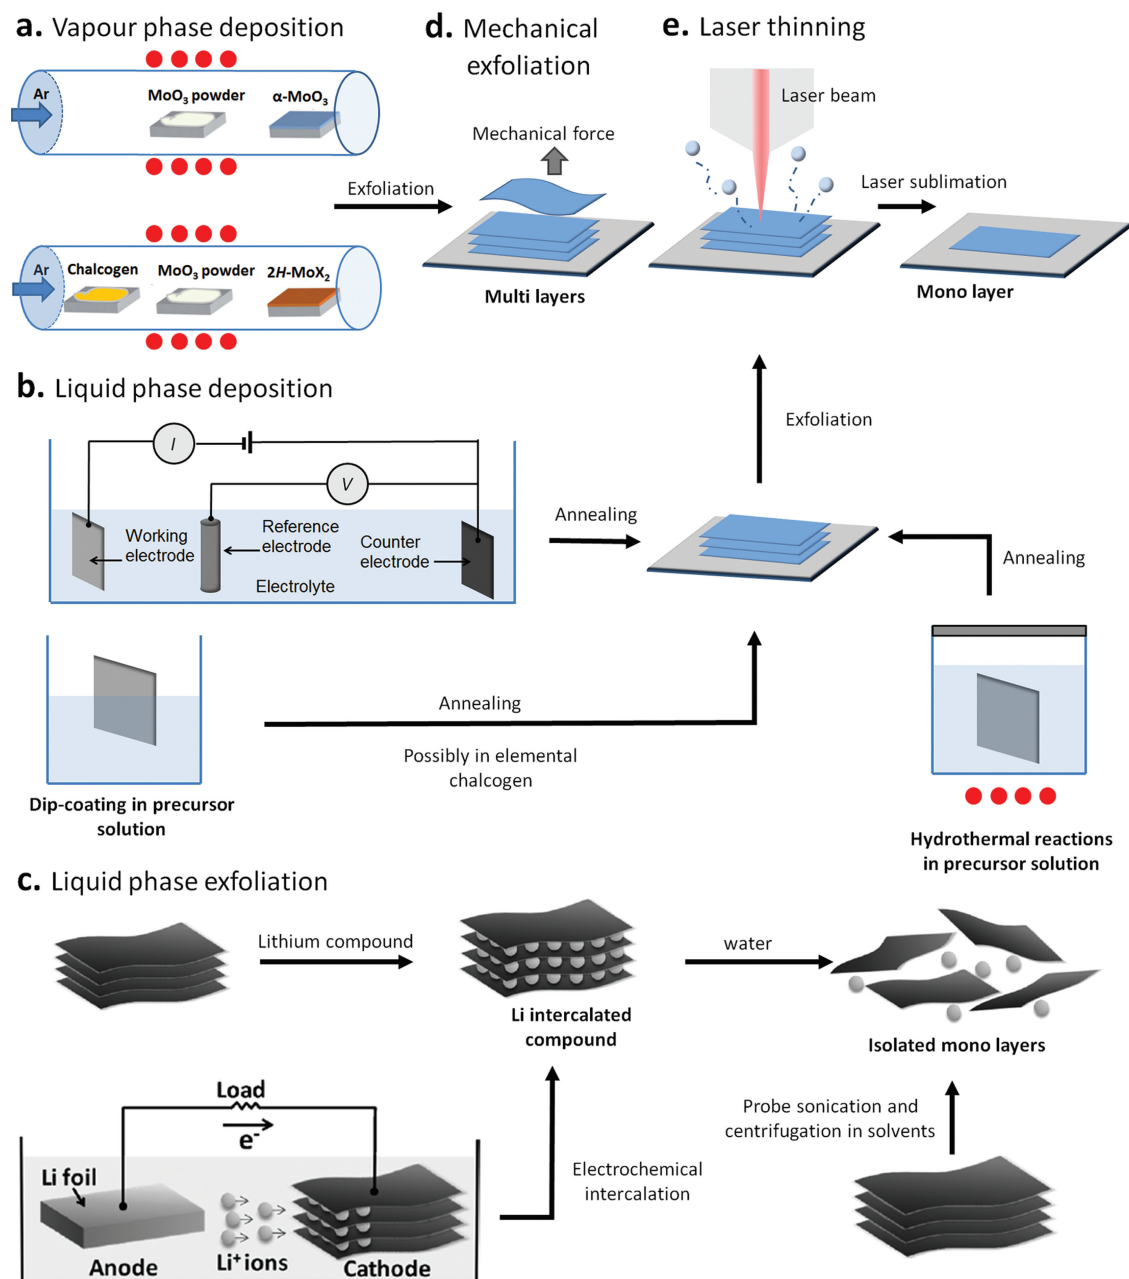 a. Vapour phase deposition
Ar
MoO₃ powder
α-MoO₃
Ar
Chalcogen
MoO₃ powder
2H-MoX₂
Exfoliation
d. Mechanical
exfoliation
Mechanical force
Multi layers
e. Laser thinning
Laser beam
Laser sublimation
Mono layer
Exfoliation
b. Liquid phase deposition
I
V
Working
electrode
Reference
electrode
Counter
electrode
Electrolyte
Annealing
Annealing
Dip-coating in precursor
solution
Annealing
Possibly in elemental
chalcogen
Hydrothermal reactions
in precursor solution
c. Liquid phase exfoliation
Lithium compound
Li intercalated
compound
water
Isolated mono layers
Load
e⁻
Li foil
Anode
Li⁺ ions
Cathode
Electrochemical
intercalation
Probe sonication and
centrifugation in solvents